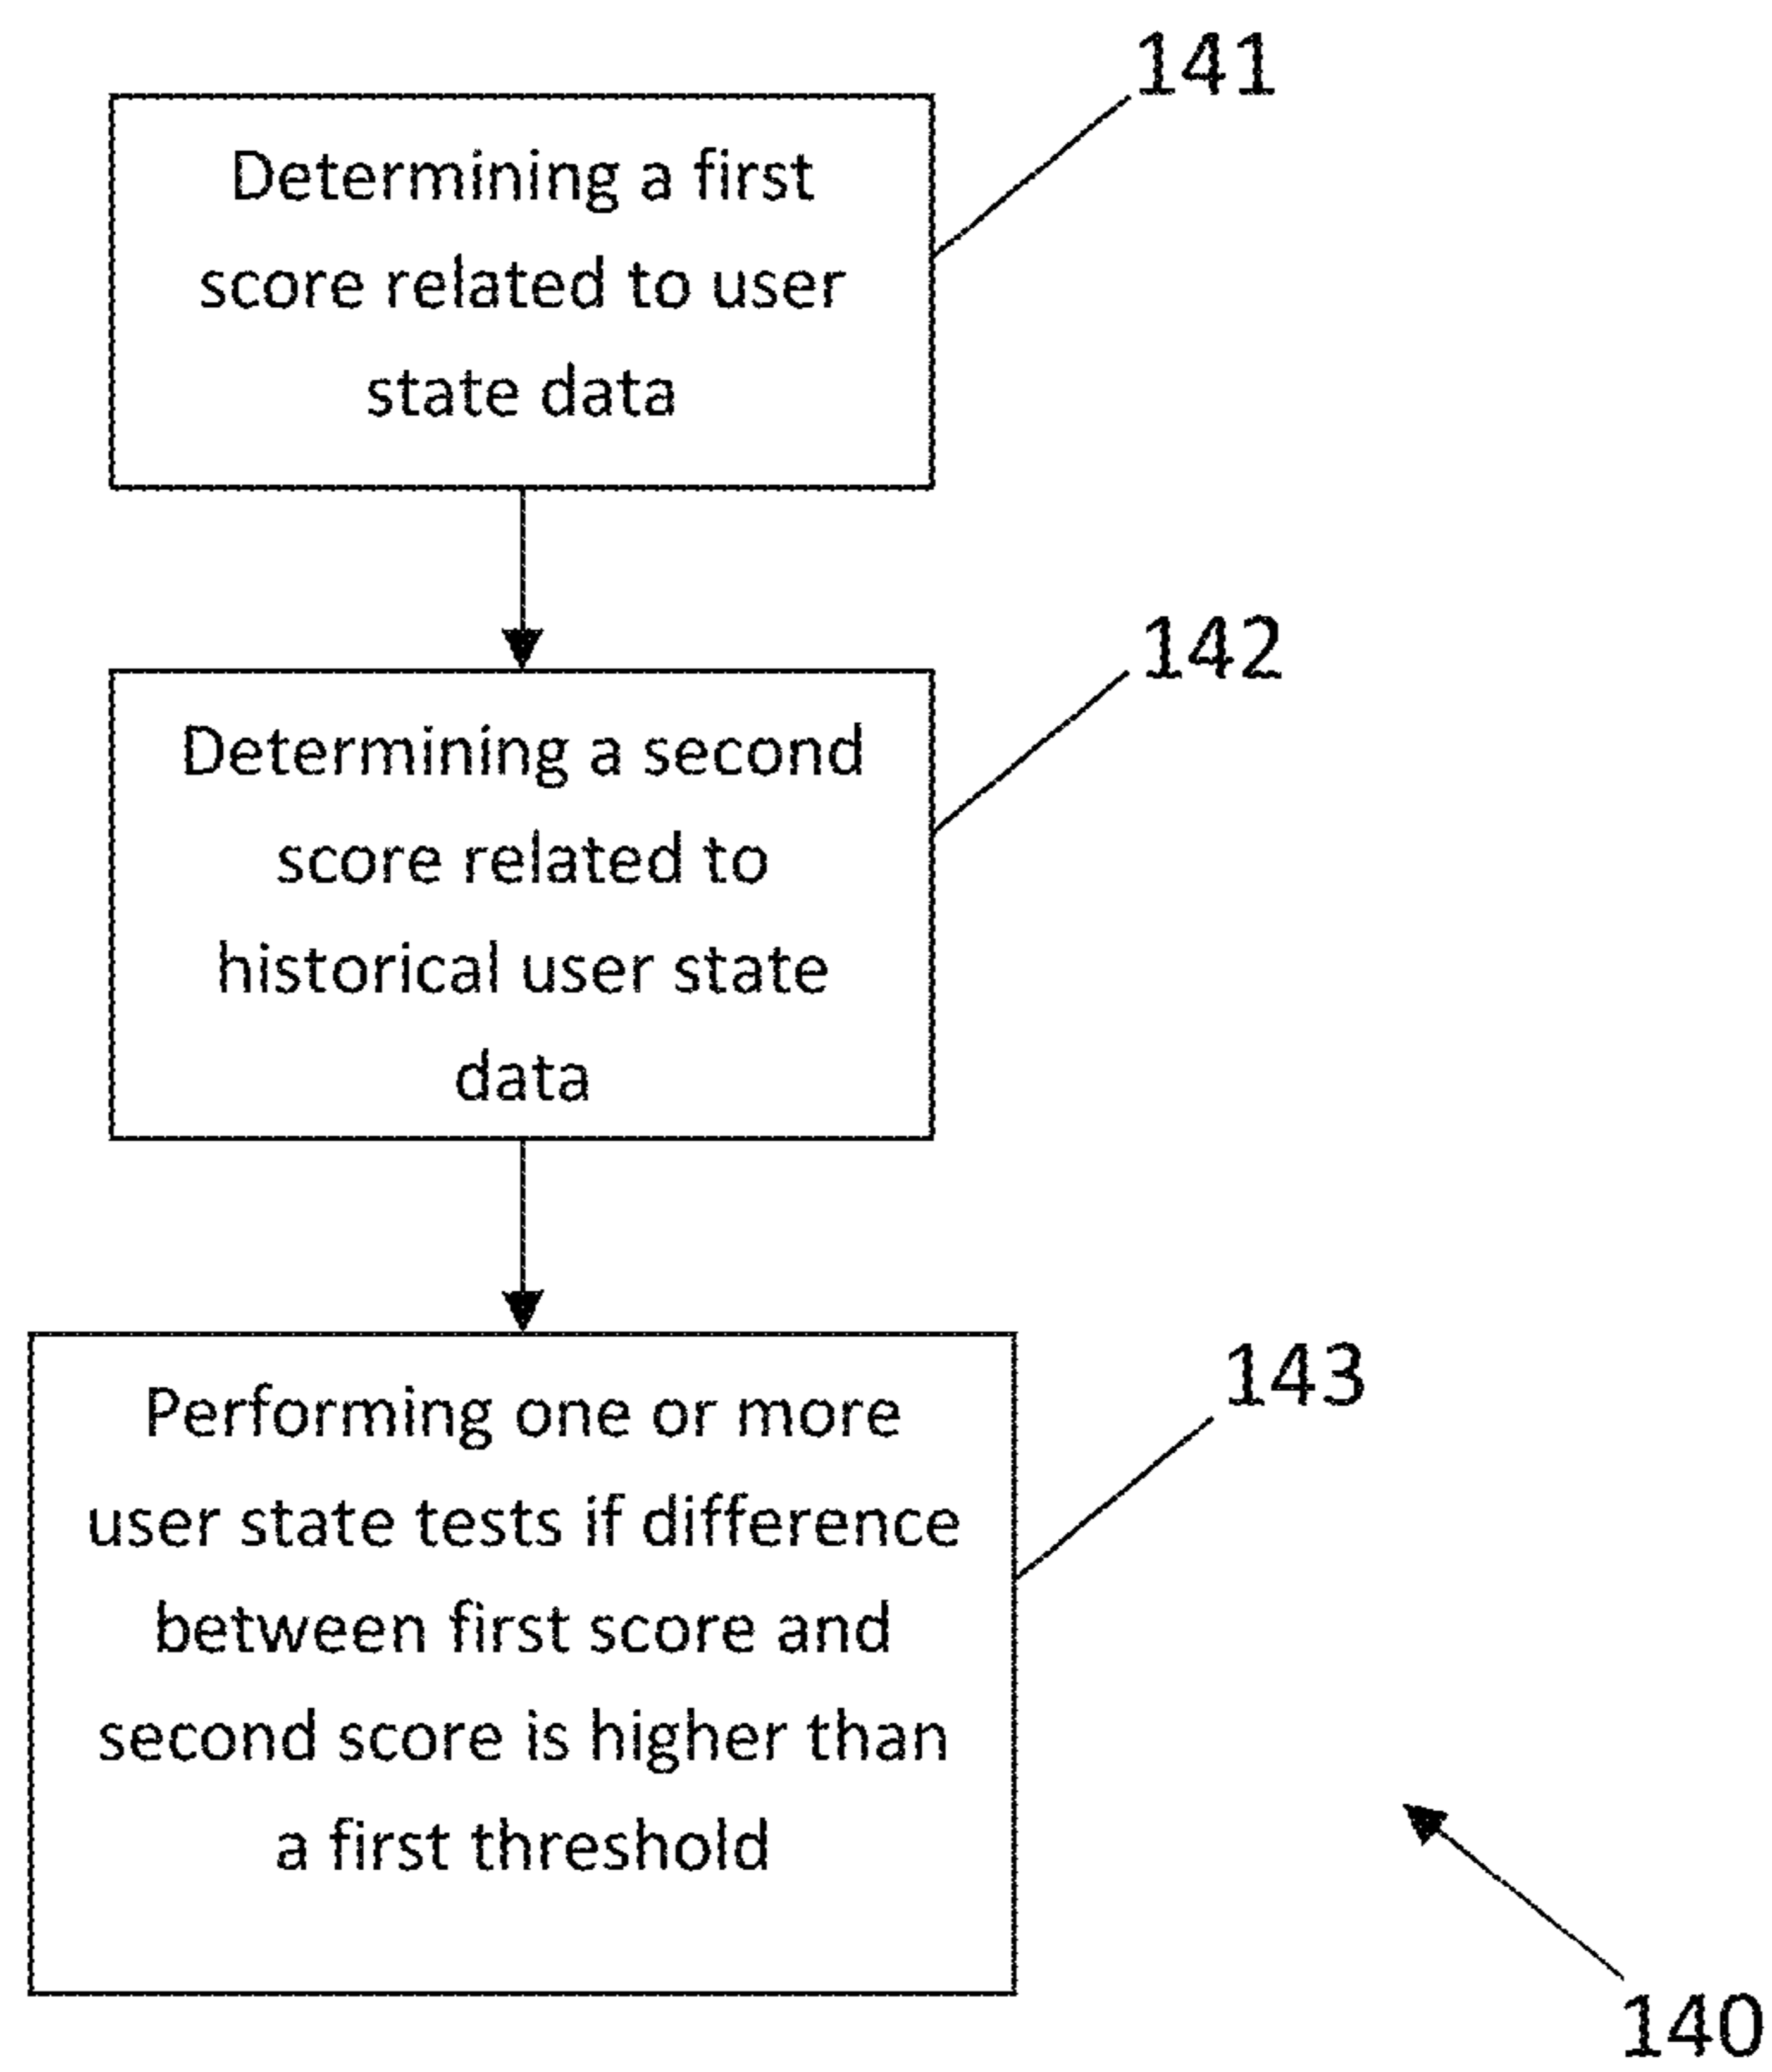 141
Determining a first
score related to user
state data
142
Determining a second
score related to
historical user state
data
143
Performing one or more
user state tests if difference
between first score and
second score is higher than
a first threshold
140